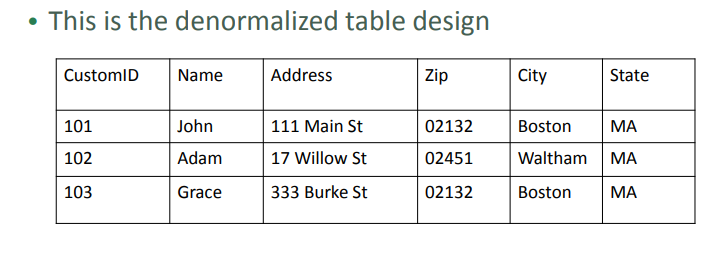 • This is the denormalized table design
CustomID Name Address Zip City State
101 John 111 Main St 02132 Boston MA
102 Adam 17 Willow St 02451 Waltham MA
103 Grace 333 Burke St 02132 Boston MA